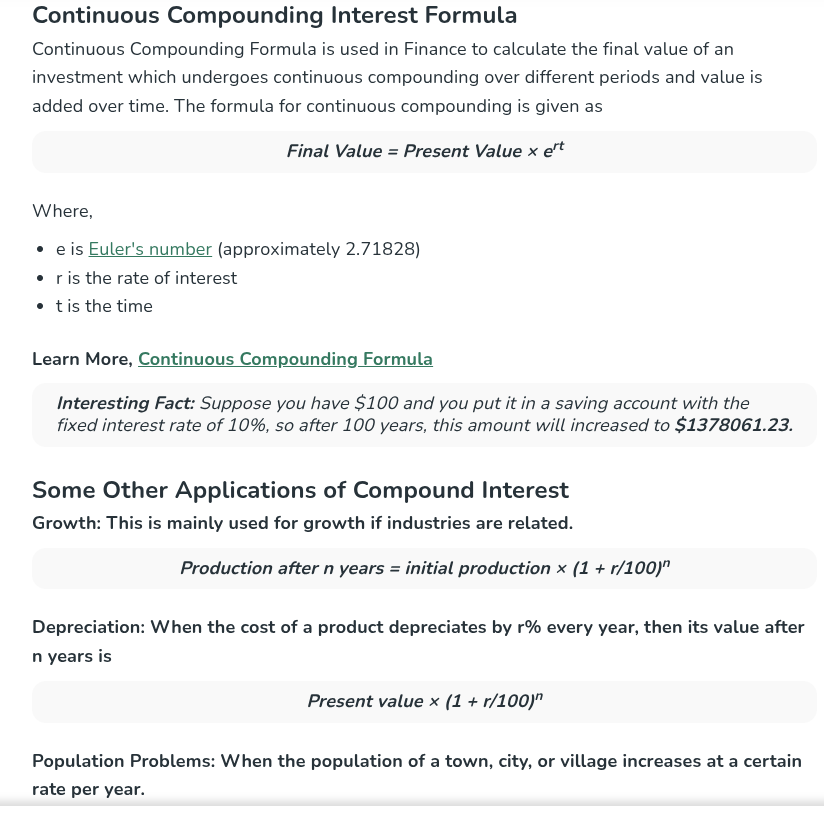 Continuous Compounding Interest Formula
Continuous Compounding Formula is used in Finance to calculate the final value of an
investment which undergoes continuous compounding over different periods and value is
added over time. The formula for continuous compounding is given as
Final Value = Present Value × e^rt
Where,
• e is Euler's number (approximately 2.71828)
• r is the rate of interest
• t is the time
Learn More, Continuous Compounding Formula
Interesting Fact: Suppose you have $100 and you put it in a saving account with the
fixed interest rate of 10%, so after 100 years, this amount will increased to $1378061.23.
Some Other Applications of Compound Interest
Growth: This is mainly used for growth if industries are related.
Production after n years = initial production × (1 + r/100)^n
Depreciation: When the cost of a product depreciates by r% every year, then its value after
n years is
Present value × (1 + r/100)^n
Population Problems: When the population of a town, city, or village increases at a certain
rate per year.